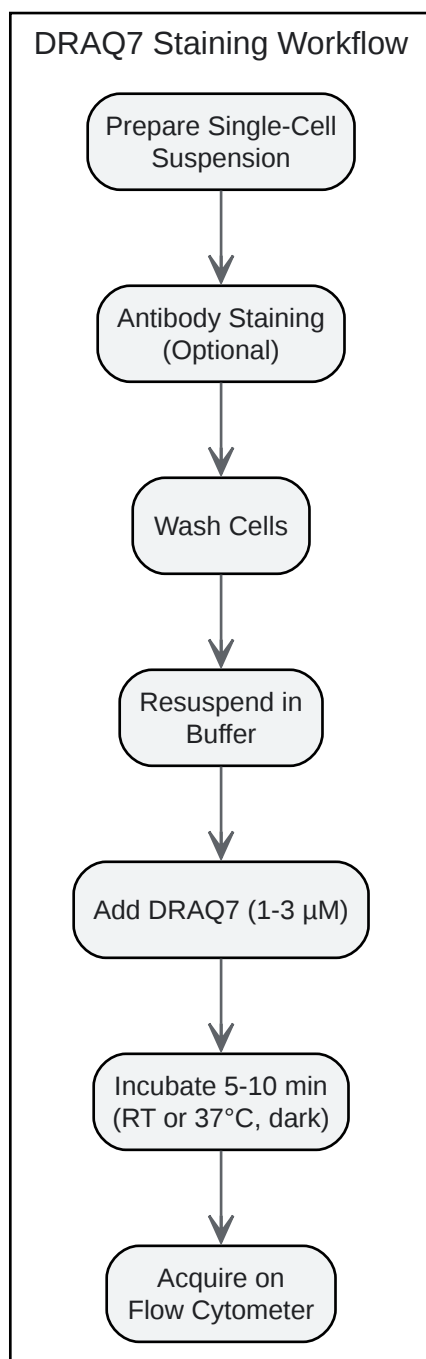 DRAQ7 Staining Workflow
Prepare Single-Cell
Suspension
Antibody Staining
(Optional)
Wash Cells
Resuspend in
Buffer
Add DRAQ7 (1-3 µM)
Incubate 5-10 min
(RT or 37°C, dark)
Acquire on
Flow Cytometer